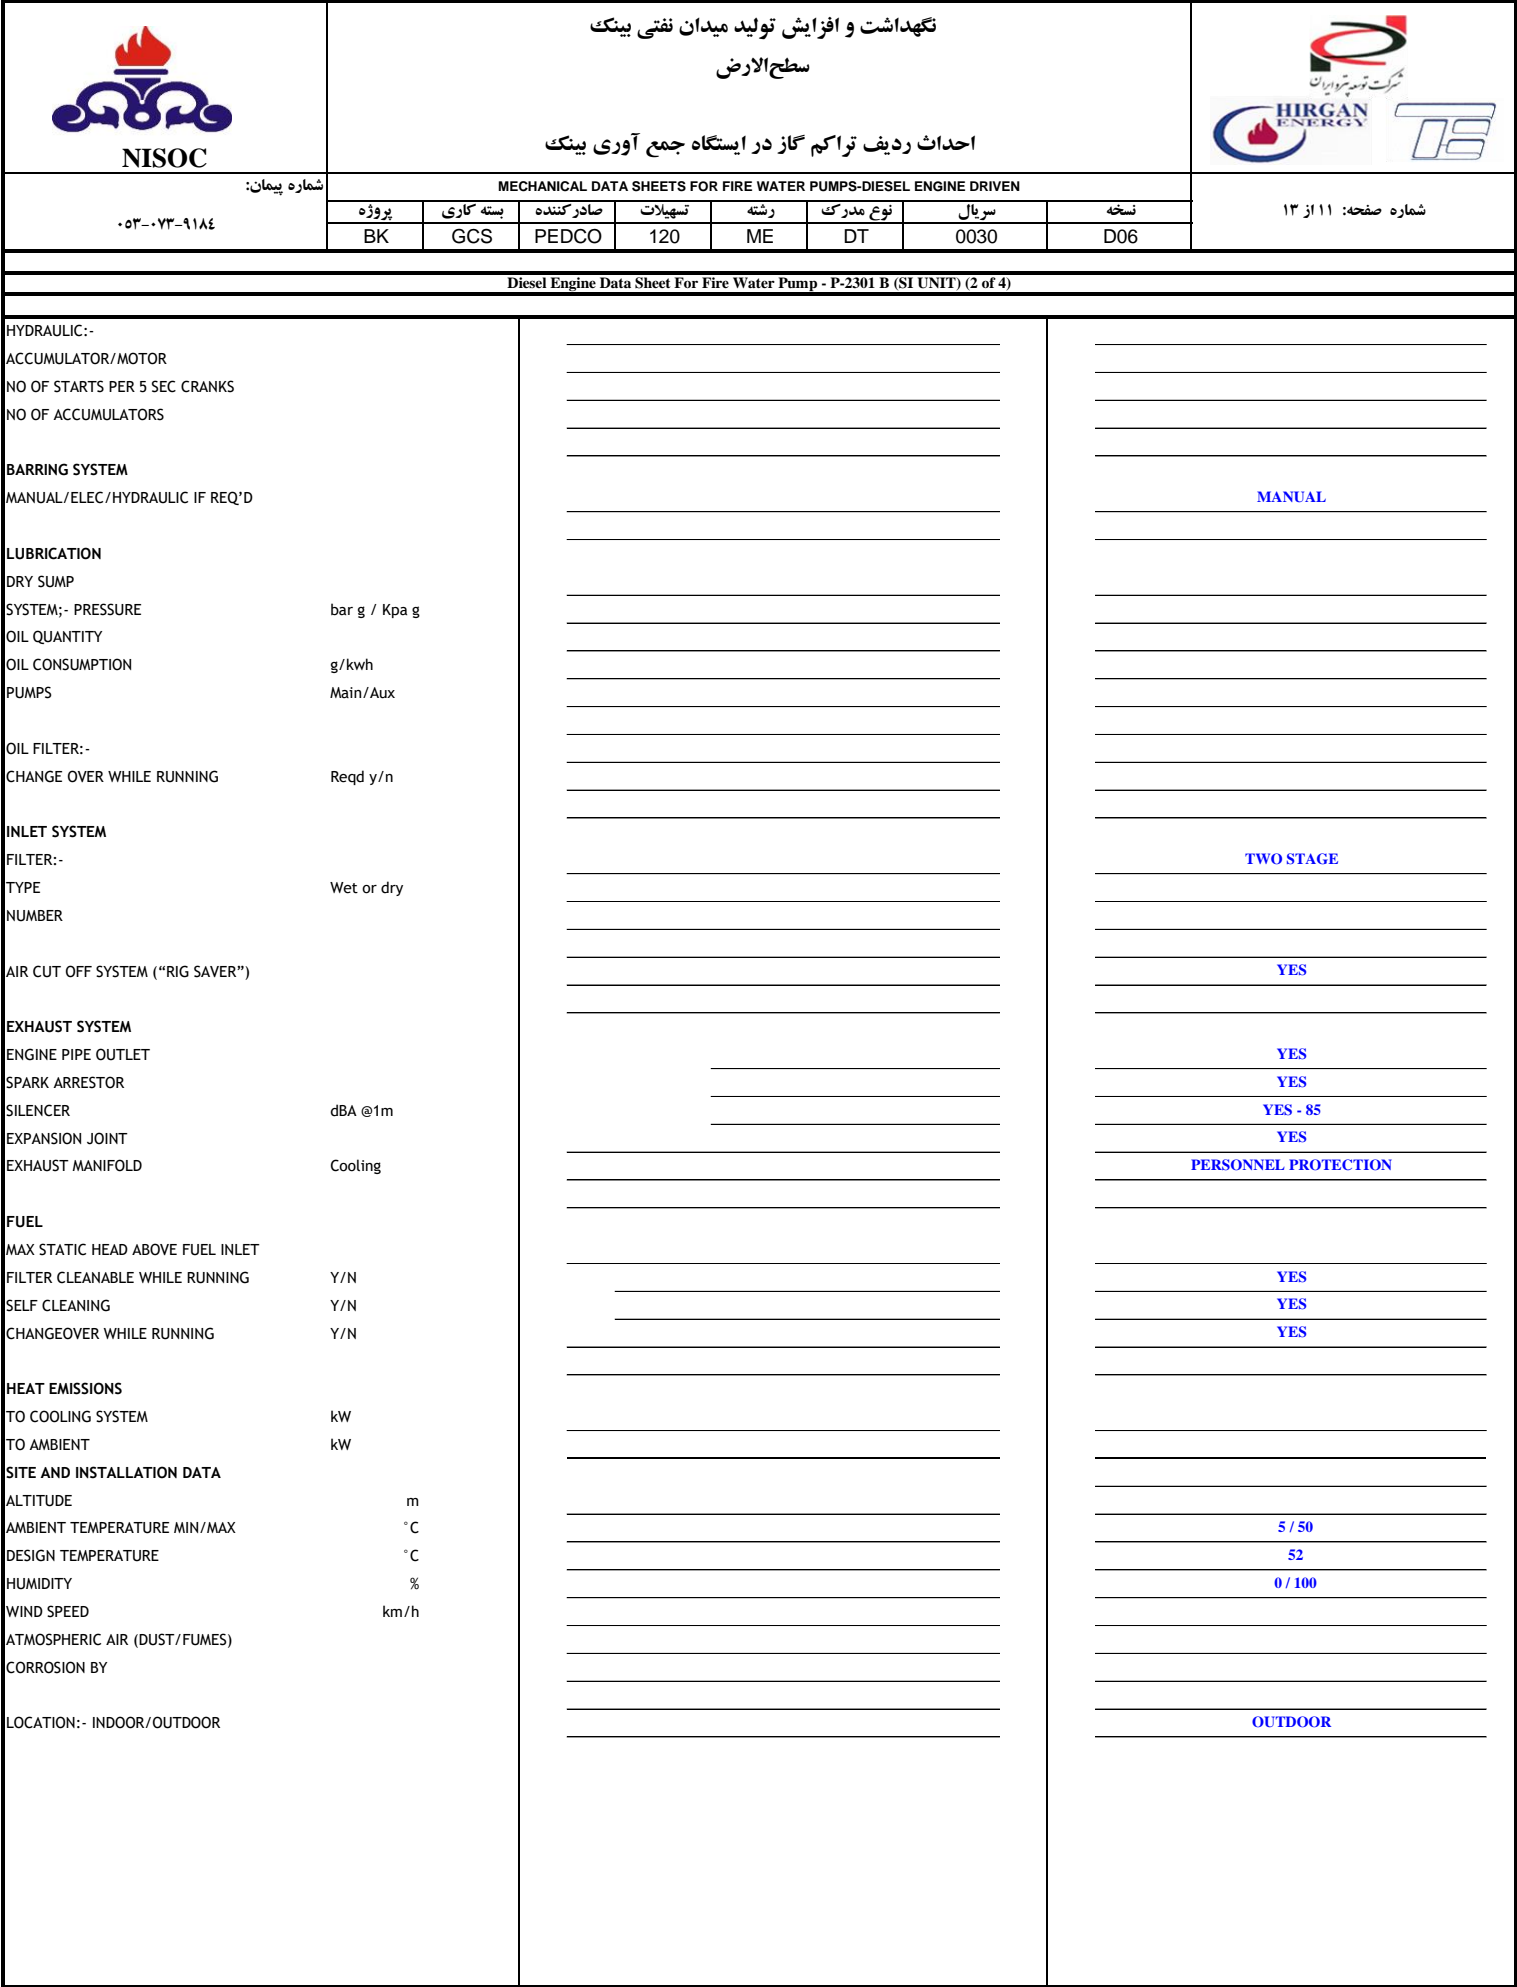 نگهداشت و افزایش تولید میدان نفتی بینک
سطح‌الارض
احداث ردیف تراکم گاز در ایستگاه جمع آوری بینک
NISOC
شرکت توسعه پترو ایران
HIRGAN
ENERGY
شماره پیمان:
۰۵۳-۰۷۳-۹۱۸٤
MECHANICAL DATA SHEETS FOR FIRE WATER PUMPS-DIESEL ENGINE DRIVEN
شماره صفحه: ۱۱ از ۱۳
پروژه بسته کاری صادرکننده تسهیلات رشته نوع مدرک سریال نسخه
BK GCS PEDCO 120 ME DT 0030 D06
Diesel Engine Data Sheet For Fire Water Pump - P-2301 B (SI UNIT) (2 of 4)
HYDRAULIC:-
ACCUMULATOR/MOTOR
NO OF STARTS PER 5 SEC CRANKS
NO OF ACCUMULATORS
BARRING SYSTEM
MANUAL/ELEC/HYDRAULIC IF REQ’D MANUAL
LUBRICATION
DRY SUMP
SYSTEM;- PRESSURE bar g / Kpa g
OIL QUANTITY
OIL CONSUMPTION g/kwh
PUMPS Main/Aux
OIL FILTER:-
CHANGE OVER WHILE RUNNING Reqd y/n
INLET SYSTEM
FILTER:- TWO STAGE
TYPE Wet or dry
NUMBER
AIR CUT OFF SYSTEM (“RIG SAVER”) YES
EXHAUST SYSTEM
ENGINE PIPE OUTLET YES
SPARK ARRESTOR YES
SILENCER dBA @1m YES - 85
EXPANSION JOINT YES
EXHAUST MANIFOLD Cooling PERSONNEL PROTECTION
FUEL
MAX STATIC HEAD ABOVE FUEL INLET
FILTER CLEANABLE WHILE RUNNING Y/N YES
SELF CLEANING Y/N YES
CHANGEOVER WHILE RUNNING Y/N YES
HEAT EMISSIONS
TO COOLING SYSTEM kW
TO AMBIENT kW
SITE AND INSTALLATION DATA
ALTITUDE m
AMBIENT TEMPERATURE MIN/MAX °C 5 / 50
DESIGN TEMPERATURE °C 52
HUMIDITY % 0 / 100
WIND SPEED km/h
ATMOSPHERIC AIR (DUST/FUMES)
CORROSION BY
LOCATION:- INDOOR/OUTDOOR OUTDOOR